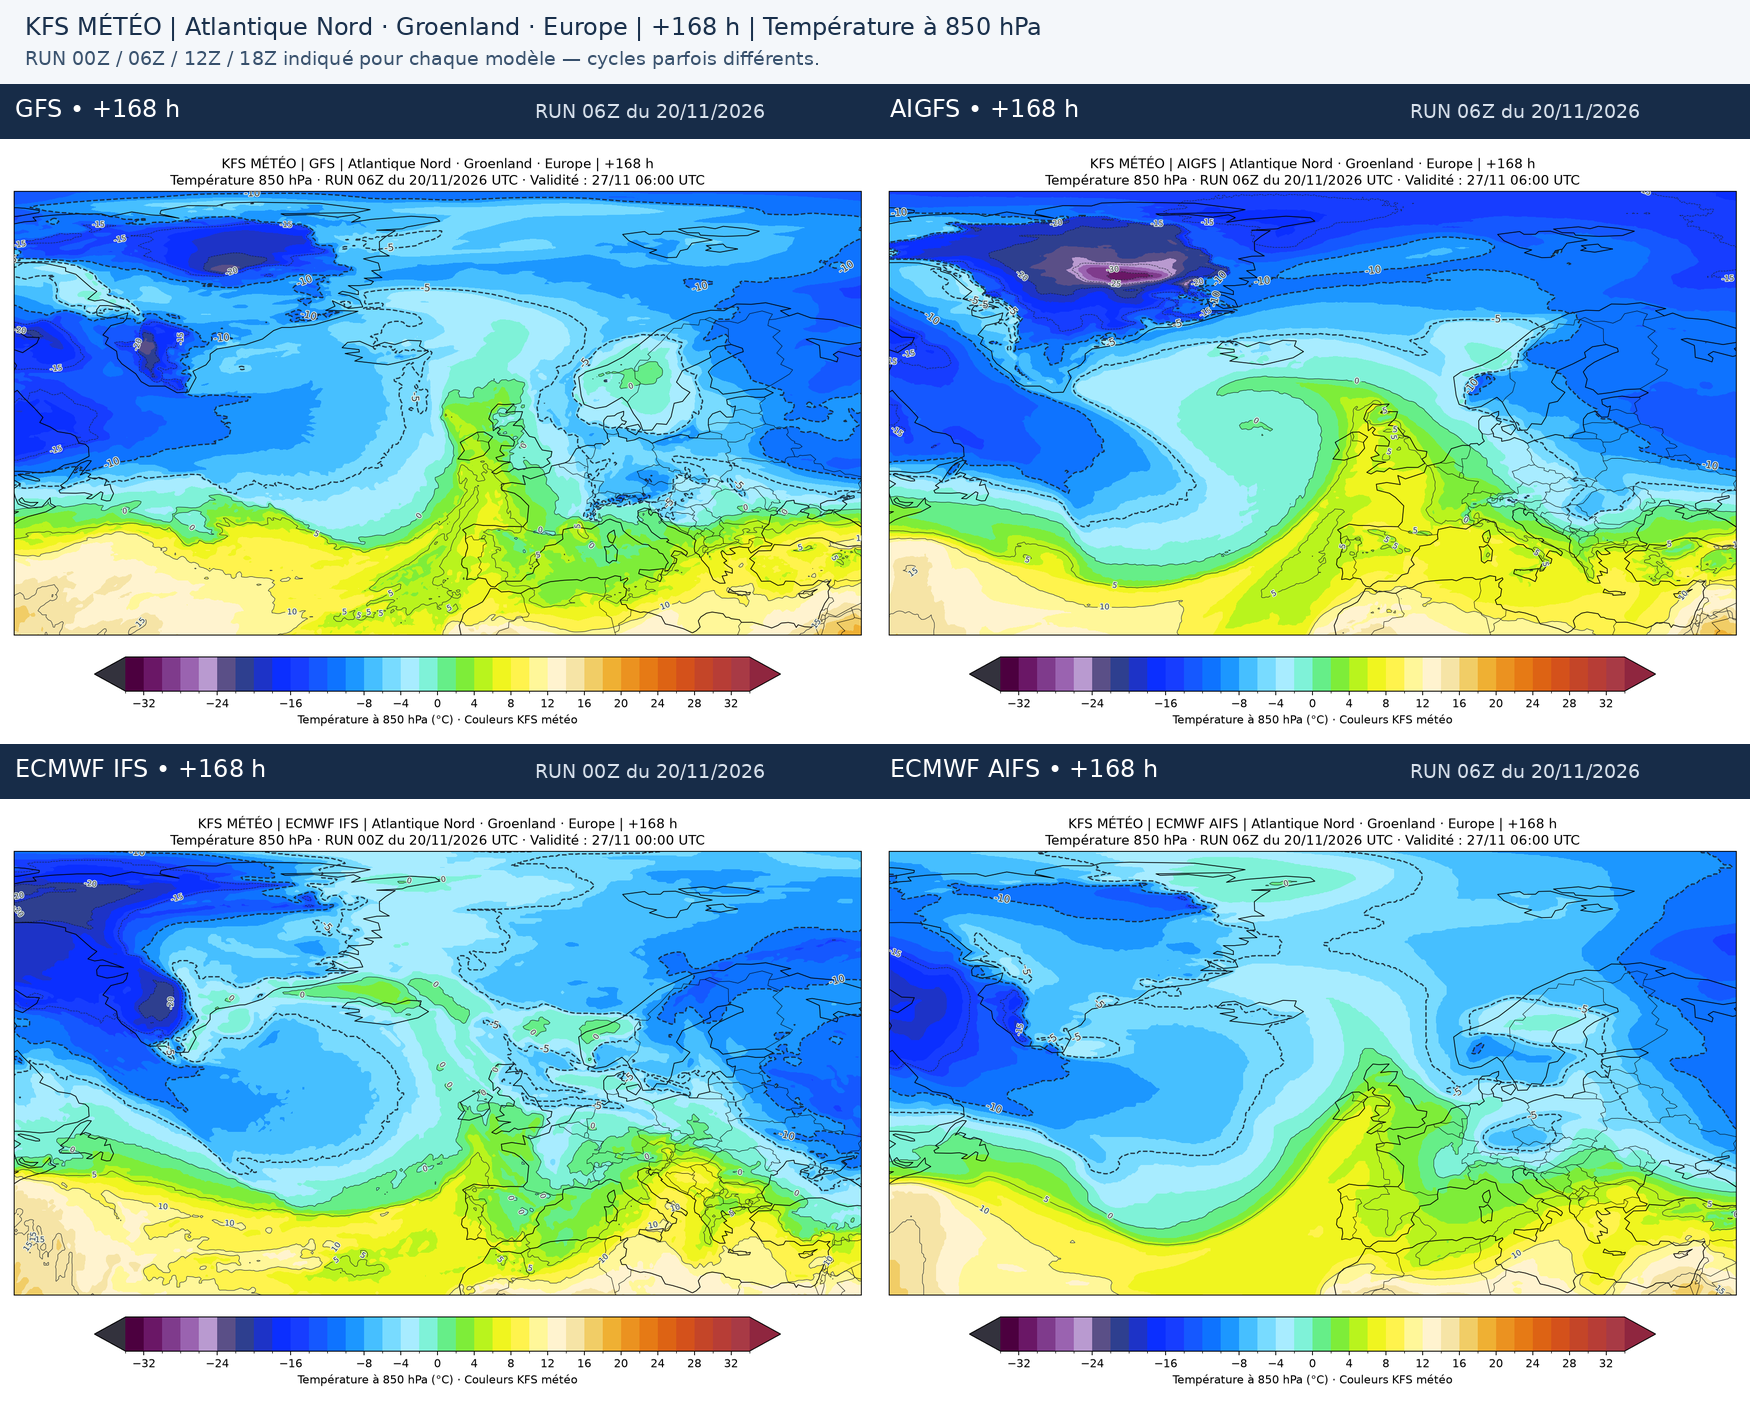 KFS MÉTÉO | Atlantique Nord · Groenland · Europe | +168 h | Température à 850 hPa
RUN 00Z / 06Z / 12Z / 18Z indiqué pour chaque modèle — cycles parfois différents.
GFS • +168 h
RUN 06Z du 20/11/2026
AIGFS • +168 h
RUN 06Z du 20/11/2026
KFS MÉTÉO | GFS | Atlantique Nord · Groenland · Europe | +168 h
Température 850 hPa · RUN 06Z du 20/11/2026 UTC · Validité : 27/11 06:00 UTC
KFS MÉTÉO | AIGFS | Atlantique Nord · Groenland · Europe | +168 h
Température 850 hPa · RUN 06Z du 20/11/2026 UTC · Validité : 27/11 06:00 UTC
−32 −24 −16 −8 −4 0 4 8 12 16 20 24 28 32
Température à 850 hPa (°C) · Couleurs KFS météo
−32 −24 −16 −8 −4 0 4 8 12 16 20 24 28 32
Température à 850 hPa (°C) · Couleurs KFS météo
ECMWF IFS • +168 h
RUN 00Z du 20/11/2026
ECMWF AIFS • +168 h
RUN 06Z du 20/11/2026
KFS MÉTÉO | ECMWF IFS | Atlantique Nord · Groenland · Europe | +168 h
Température 850 hPa · RUN 00Z du 20/11/2026 UTC · Validité : 27/11 00:00 UTC
KFS MÉTÉO | ECMWF AIFS | Atlantique Nord · Groenland · Europe | +168 h
Température 850 hPa · RUN 06Z du 20/11/2026 UTC · Validité : 27/11 06:00 UTC
−32 −24 −16 −8 −4 0 4 8 12 16 20 24 28 32
Température à 850 hPa (°C) · Couleurs KFS météo
−32 −24 −16 −8 −4 0 4 8 12 16 20 24 28 32
Température à 850 hPa (°C) · Couleurs KFS météo